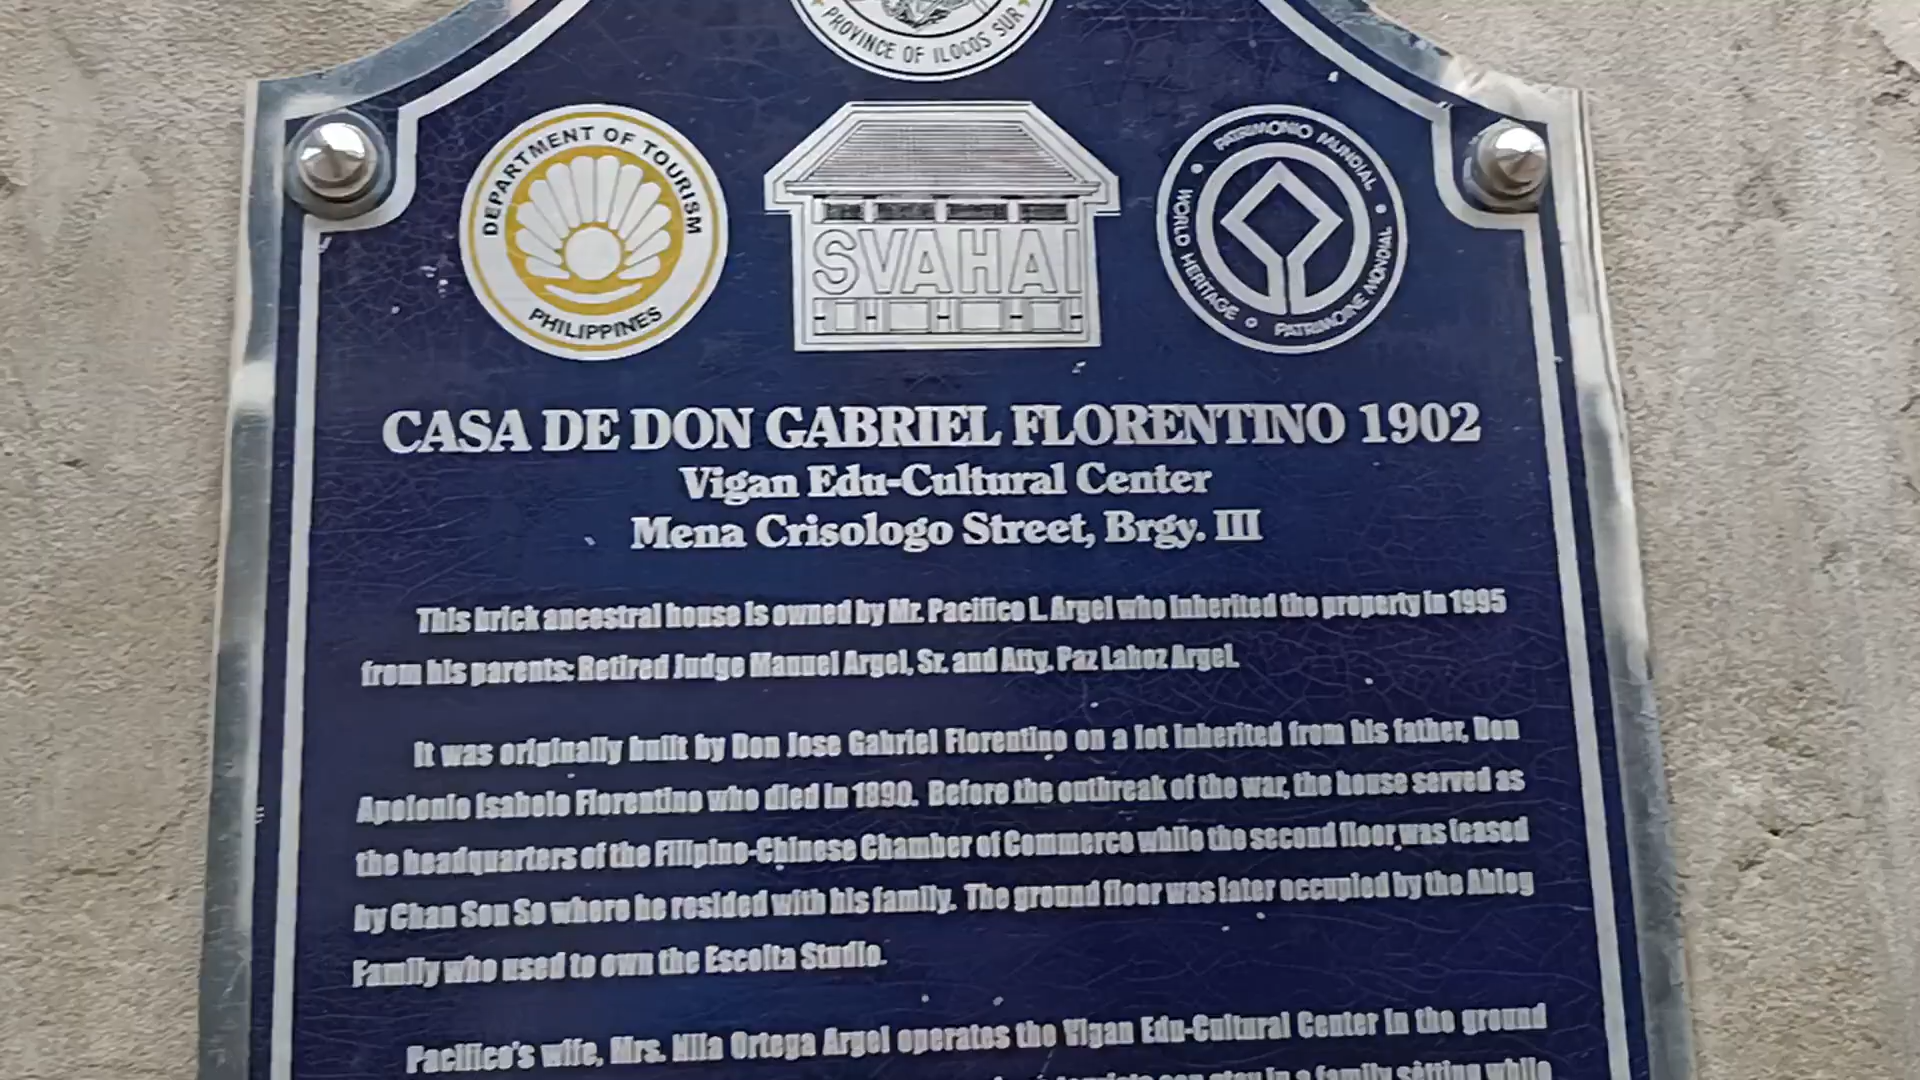 PROVINCE OF ILOCOS SUR
DEPARTMENT OF TOURISM
PHILIPPINES
SVAHAI
PATRIMONIO MUNDIAL
WORLD HERITAGE
PATRIMOINE MONDIAL
CASA DE DON GABRIEL FLORENTINO 1902
Vigan Edu-Cultural Center
Mena Crisologo Street, Brgy. III
This brick ancestral house is owned by Mr. Pacifico L. Argel who inherited the property in 1995
from his parents: Retired Judge Manuel Argel, Sr. and Atty. Paz Lahoz Argel.
It was originally built by Don Jose Gabriel Florentino on a lot inherited from his father, Don
Apolonio Isabelo Florentino who died in 1890. Before the outbreak of the war, the house served as
the headquarters of the Filipino-Chinese Chamber of Commerce while the second floor was leased
by Chan Son So where he resided with his family. The ground floor was later occupied by the Ablog
Family who used to own the Escolta Studio.
Pacifico's wife, Mrs. Nila Ortega Argel operates the Vigan Edu-Cultural Center in the ground
can stay in a family setting while